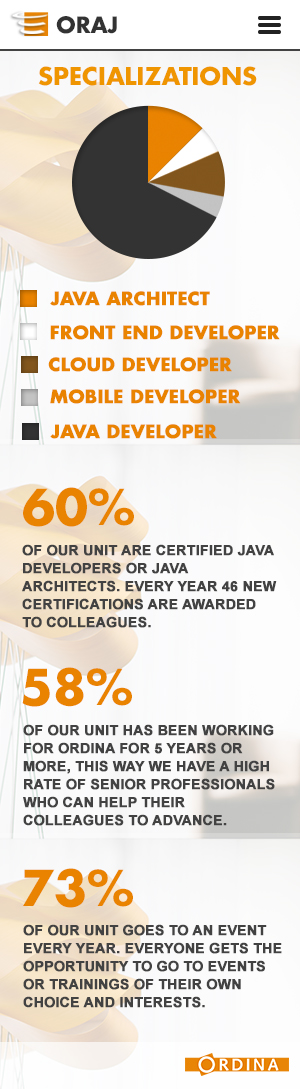 ORAJ
SPECIALIZATIONS
JAVA ARCHITECT
FRONT END DEVELOPER
CLOUD DEVELOPER
MOBILE DEVELOPER
JAVA DEVELOPER
60%
OF OUR UNIT ARE CERTIFIED JAVA
DEVELOPERS OR JAVA
ARCHITECTS. EVERY YEAR 46 NEW
CERTIFICATIONS ARE AWARDED
TO COLLEAGUES.
58%
OF OUR UNIT HAS BEEN WORKING
FOR ORDINA FOR 5 YEARS OR
MORE, THIS WAY WE HAVE A HIGH
RATE OF SENIOR PROFESSIONALS
WHO CAN HELP THEIR
COLLEAGUES TO ADVANCE.
73%
OF OUR UNIT GOES TO AN EVENT
EVERY YEAR. EVERYONE GETS THE
OPPORTUNITY TO GO TO EVENTS
OR TRAININGS OF THEIR OWN
CHOICE AND INTERESTS.
ORDINA